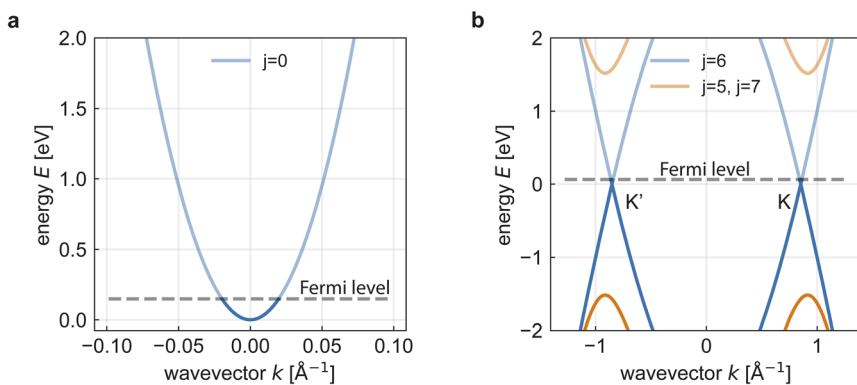 a
2.0
1.5
1.0
0.5
0.0
energy E [eV]
j=0
Fermi level
−0.10
−0.05
0.00
0.05
0.10
wavevector k [Å⁻¹]
b
2
1
0
−1
−2
energy E [eV]
j=6
j=5, j=7
Fermi level
K’
K
−1
0
1
wavevector k [Å⁻¹]